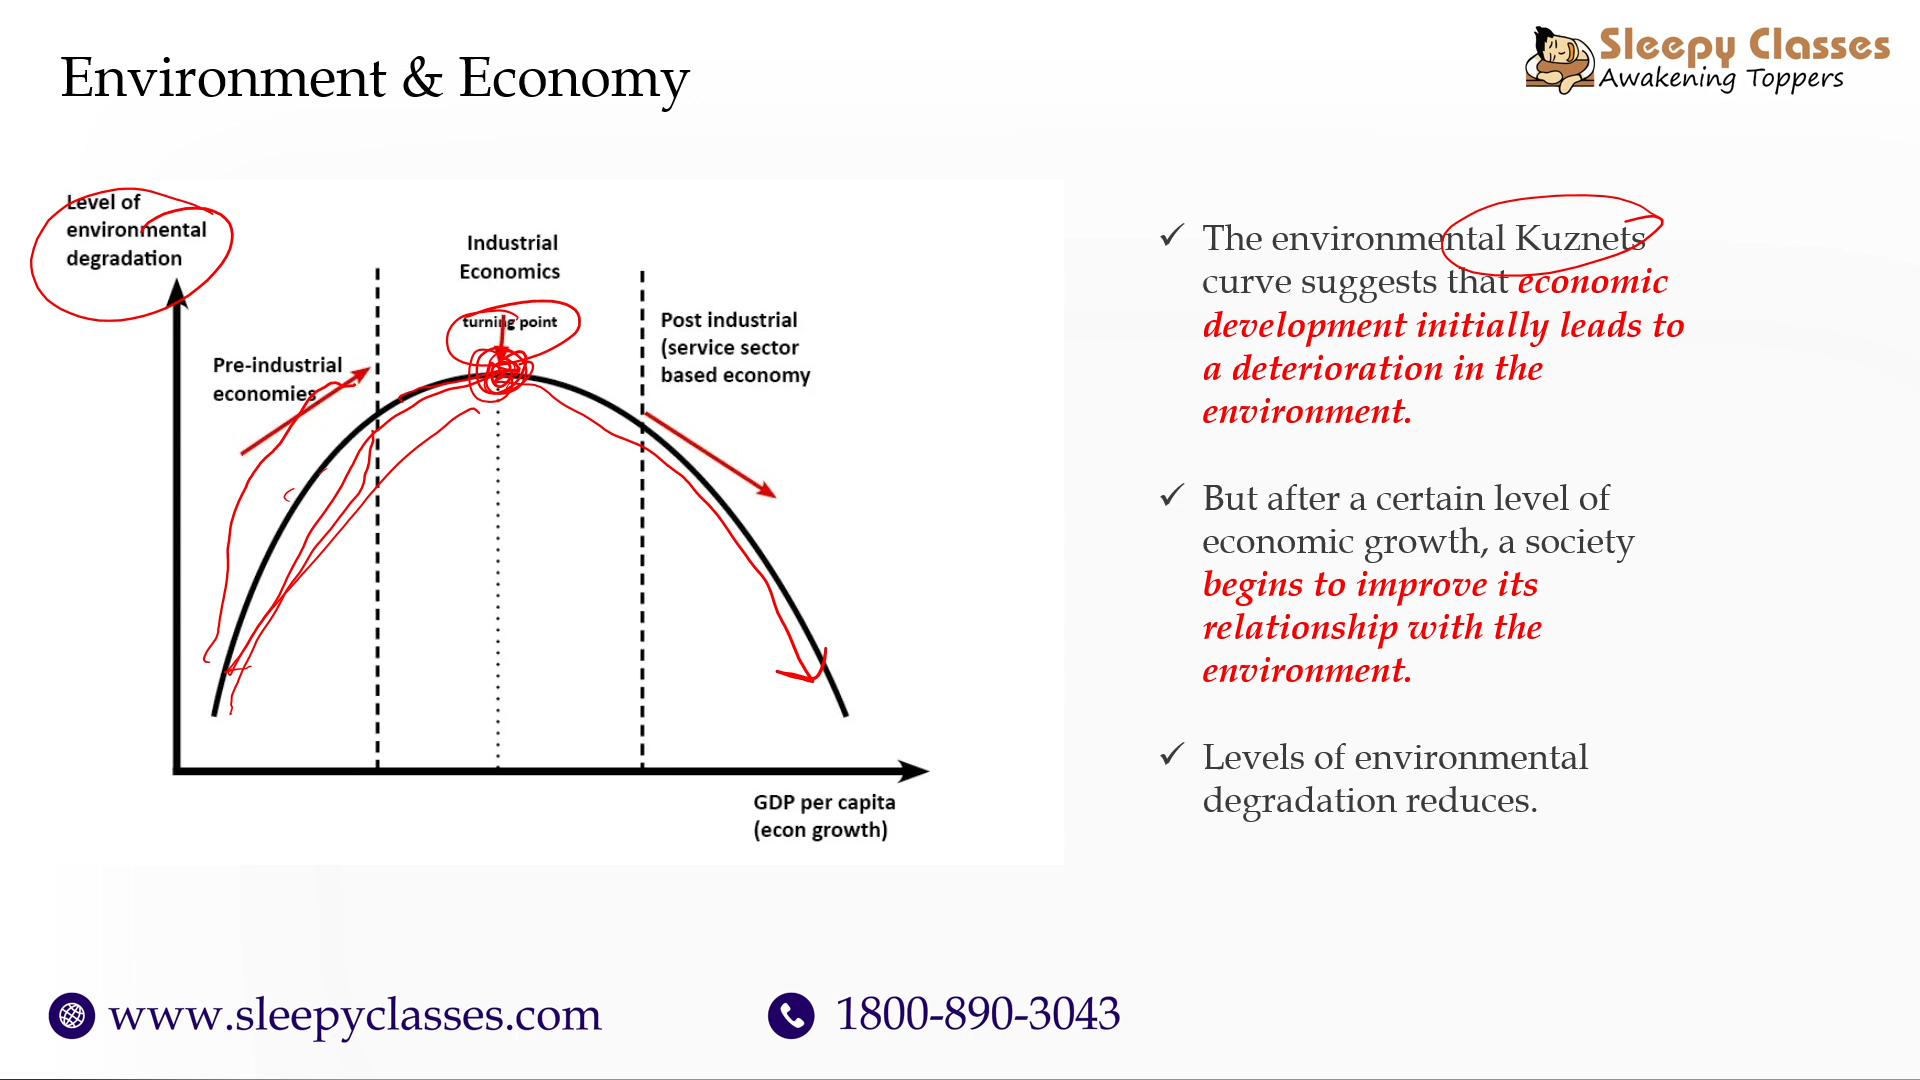 Environment & Economy
Sleepy Classes
Awakening Toppers
Level of
environmental
degradation
Industrial
Economics
turning point
Pre-industrial
economies
Post industrial
(service sector
based economy
GDP per capita
(econ growth)
✓ The environmental Kuznets
curve suggests that economic
development initially leads to
a deterioration in the
environment.
✓ But after a certain level of
economic growth, a society
begins to improve its
relationship with the
environment.
✓ Levels of environmental
degradation reduces.
www.sleepyclasses.com
1800-890-3043